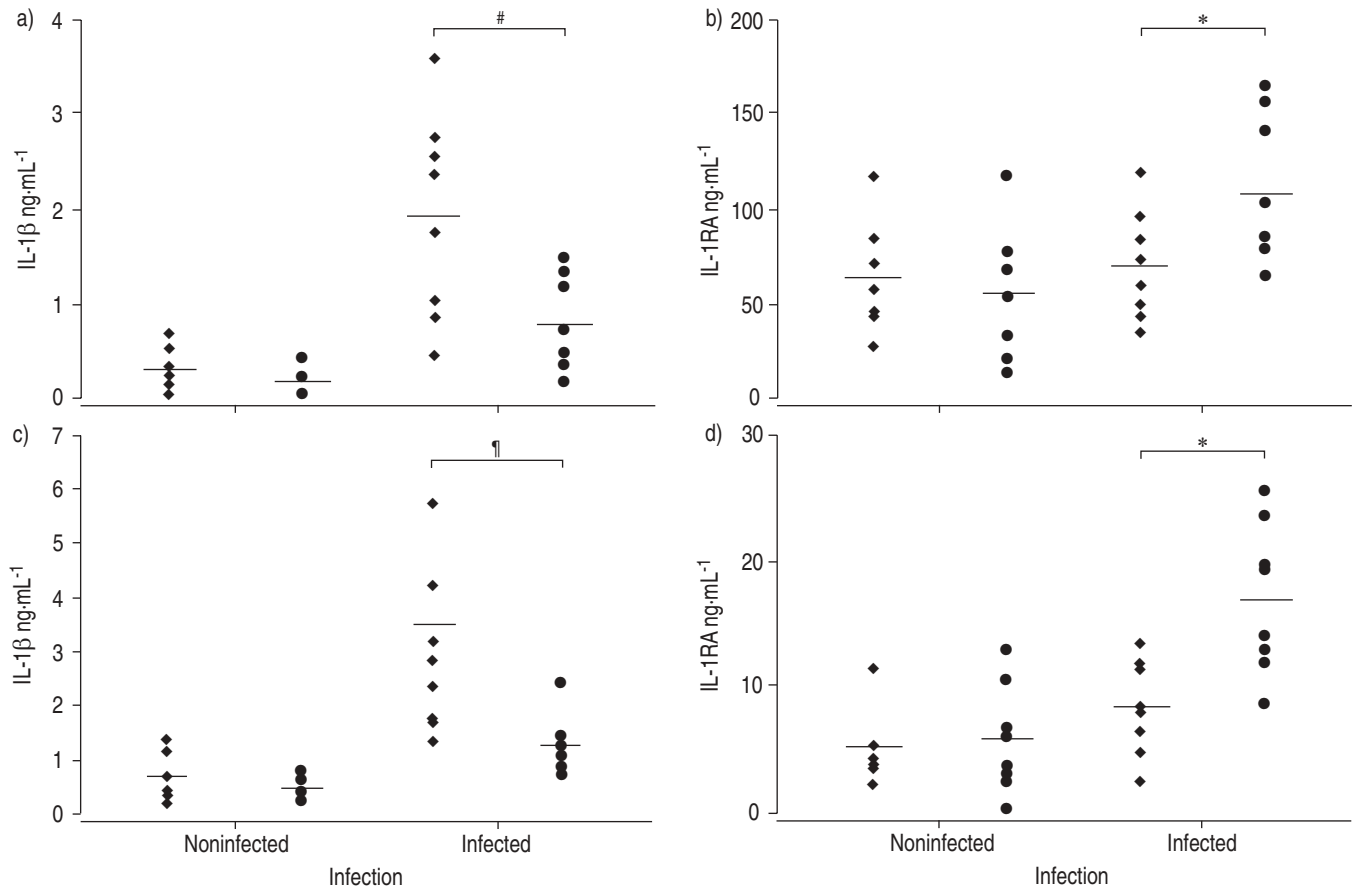 a)
#
4
3
2
1
0
IL-1β ng·mL-1
b)
*
200
150
100
50
0
IL-1RA ng·mL-1
c)
¶
7
6
5
4
3
2
1
0
IL-1β ng·mL-1
Noninfected Infected
Infection
d)
*
30
20
10
0
IL-1RA ng·mL-1
Noninfected Infected
Infection